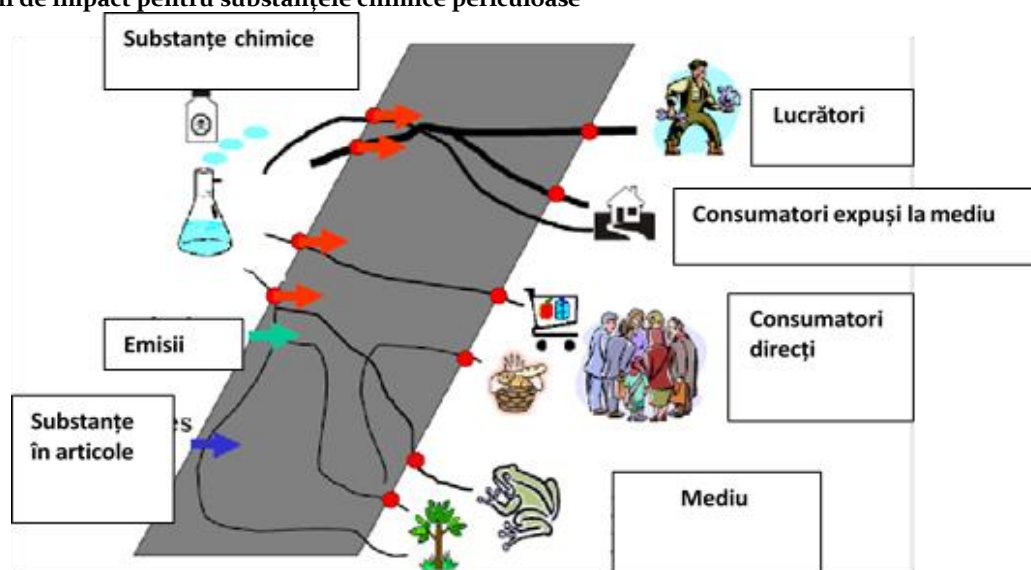 de impact pentru substanțele chimice periculoase
Substanțe chimice
Lucrători
Consumatori expuși la mediu
Consumatori
direcți
Emisii
Substanțe
în articole
es
Mediu